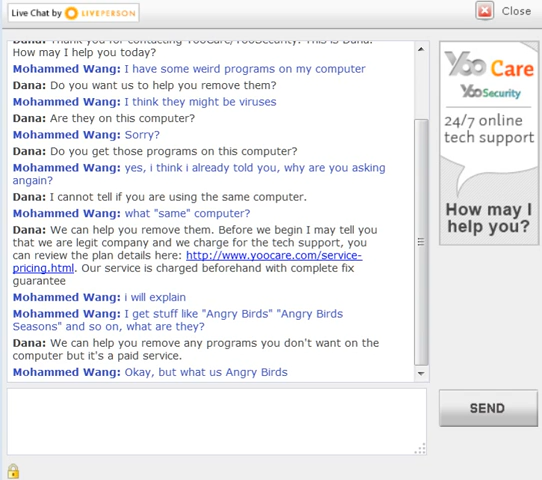 Live Chat by LIVEPERSON
Close
Dana: Thank you for contacting YooCare/YooSecurity. This is Dana.
How may I help you today?
Mohammed Wang: I have some weird programs on my computer
Dana: Do you want us to help you remove them?
Mohammed Wang: I think they might be viruses
Dana: Are they on this computer?
Mohammed Wang: Sorry?
Dana: Do you get those programs on this computer?
Mohammed Wang: yes, i think i already told you, why are you asking
angain?
Dana: I cannot tell if you are using the same computer.
Mohammed Wang: what "same" computer?
Dana: We can help you remove them. Before we begin I may tell you
that we are legit company and we charge for the tech support, you
can review the plan details here: http://www.yoocare.com/service-
pricing.html. Our service is charged beforehand with complete fix
guarantee
Mohammed Wang: i will explain
Mohammed Wang: I get stuff like "Angry Birds" "Angry Birds
Seasons" and so on, what are they?
Dana: We can help you remove any programs you don't want on the
computer but it's a paid service.
Mohammed Wang: Okay, but what us Angry Birds
Yoo Care
YooSecurity
24/7 online
tech support
How may I
help you?
SEND